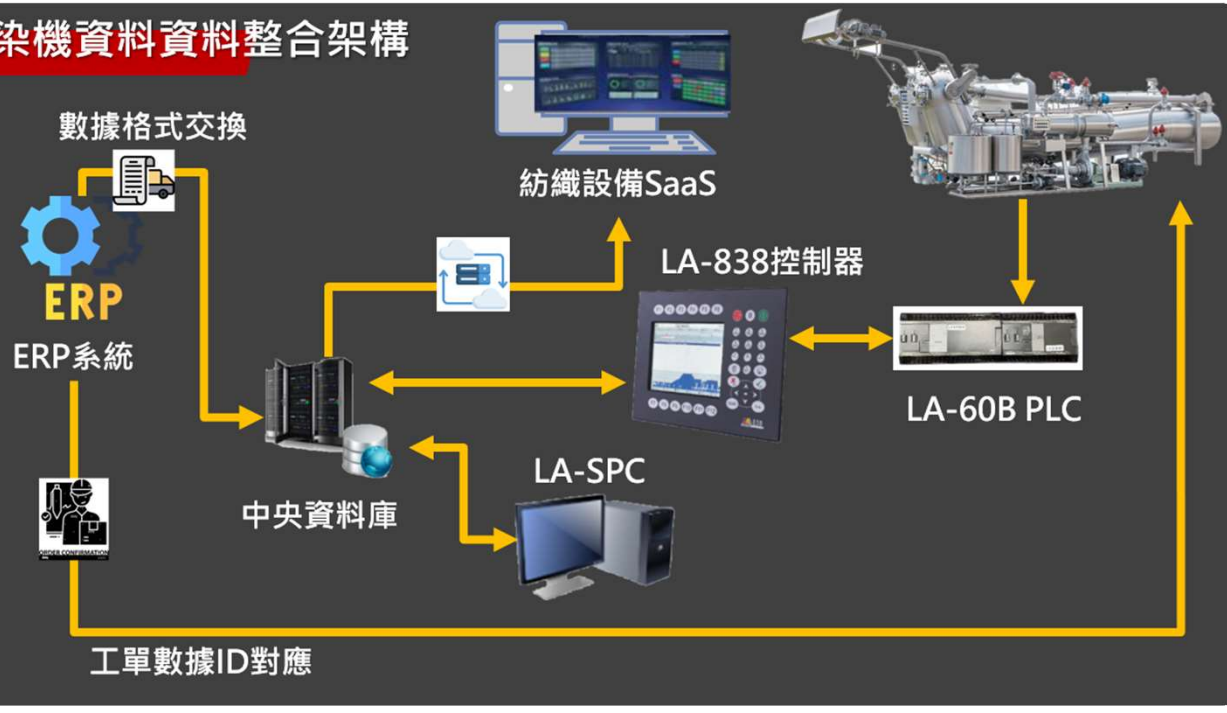 染機資料資料整合架構
數據格式交換
紡織設備SaaS
LA-838控制器
ERP
ERP系統
LA-60B PLC
LA-SPC
中央資料庫
ORDER CONFIRMATION
工單數據ID對應